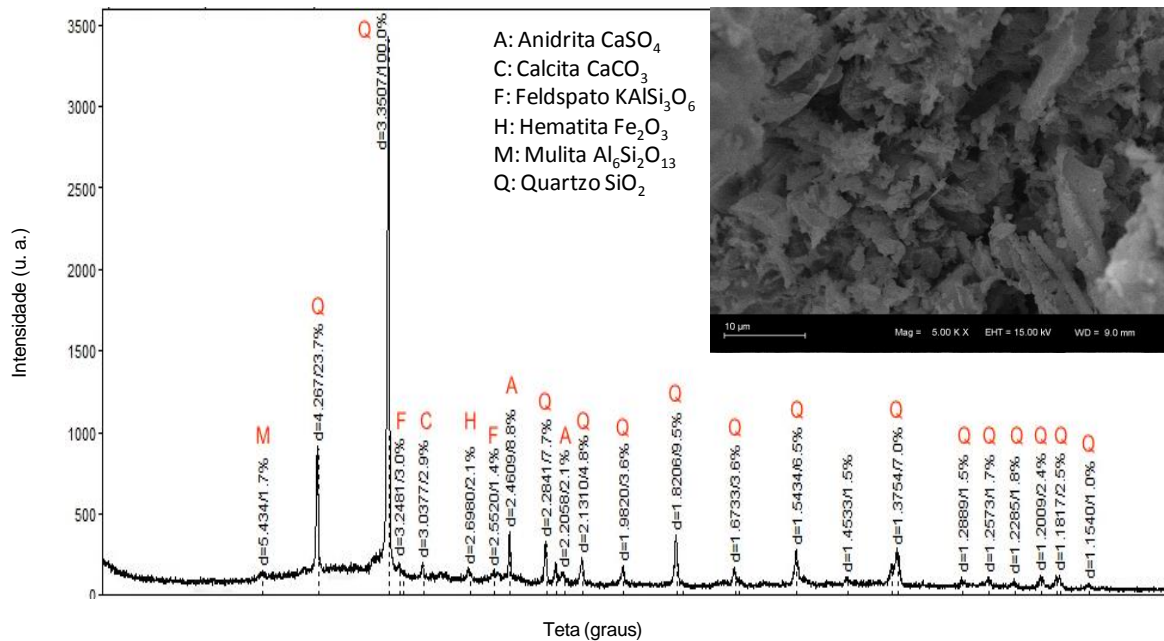 Intensidade (u. a.)
3500
3000
2500
2000
1500
1000
500
0
A: Anidrita CaSO₄
C: Calcita CaCO₃
F: Feldspato KAlSi₃O₆
H: Hematita Fe₂O₃
M: Mulita Al₆Si₂O₁₃
Q: Quartzo SiO₂
10 µm
Mag = 5.00 K X EHT = 15.00 kV WD = 9.0 mm
M
d=5.434/1.7%
Q
d=4.267/23.7%
Q
d=3.3507/100.0%
F
d=3.2481/3.0%
C
d=3.0377/2.9%
H
d=2.6980/2.1%
F
d=2.5520/1.4%
A
d=2.4609/8.8%
Q
d=2.2841/7.7%
A
d=2.2058/2.1%
Q
d=2.1310/4.8%
Q
d=1.9820/3.6%
Q
d=1.8206/9.5%
Q
d=1.6733/3.6%
Q
d=1.5434/6.5%
d=1.4533/1.5%
Q
d=1.3754/7.0%
Q
d=1.2889/1.5%
Q
d=1.2573/1.7%
Q
d=1.2285/1.8%
Q
d=1.2009/2.4%
Q
d=1.1817/2.5%
Q
d=1.1540/1.0%
Teta (graus)